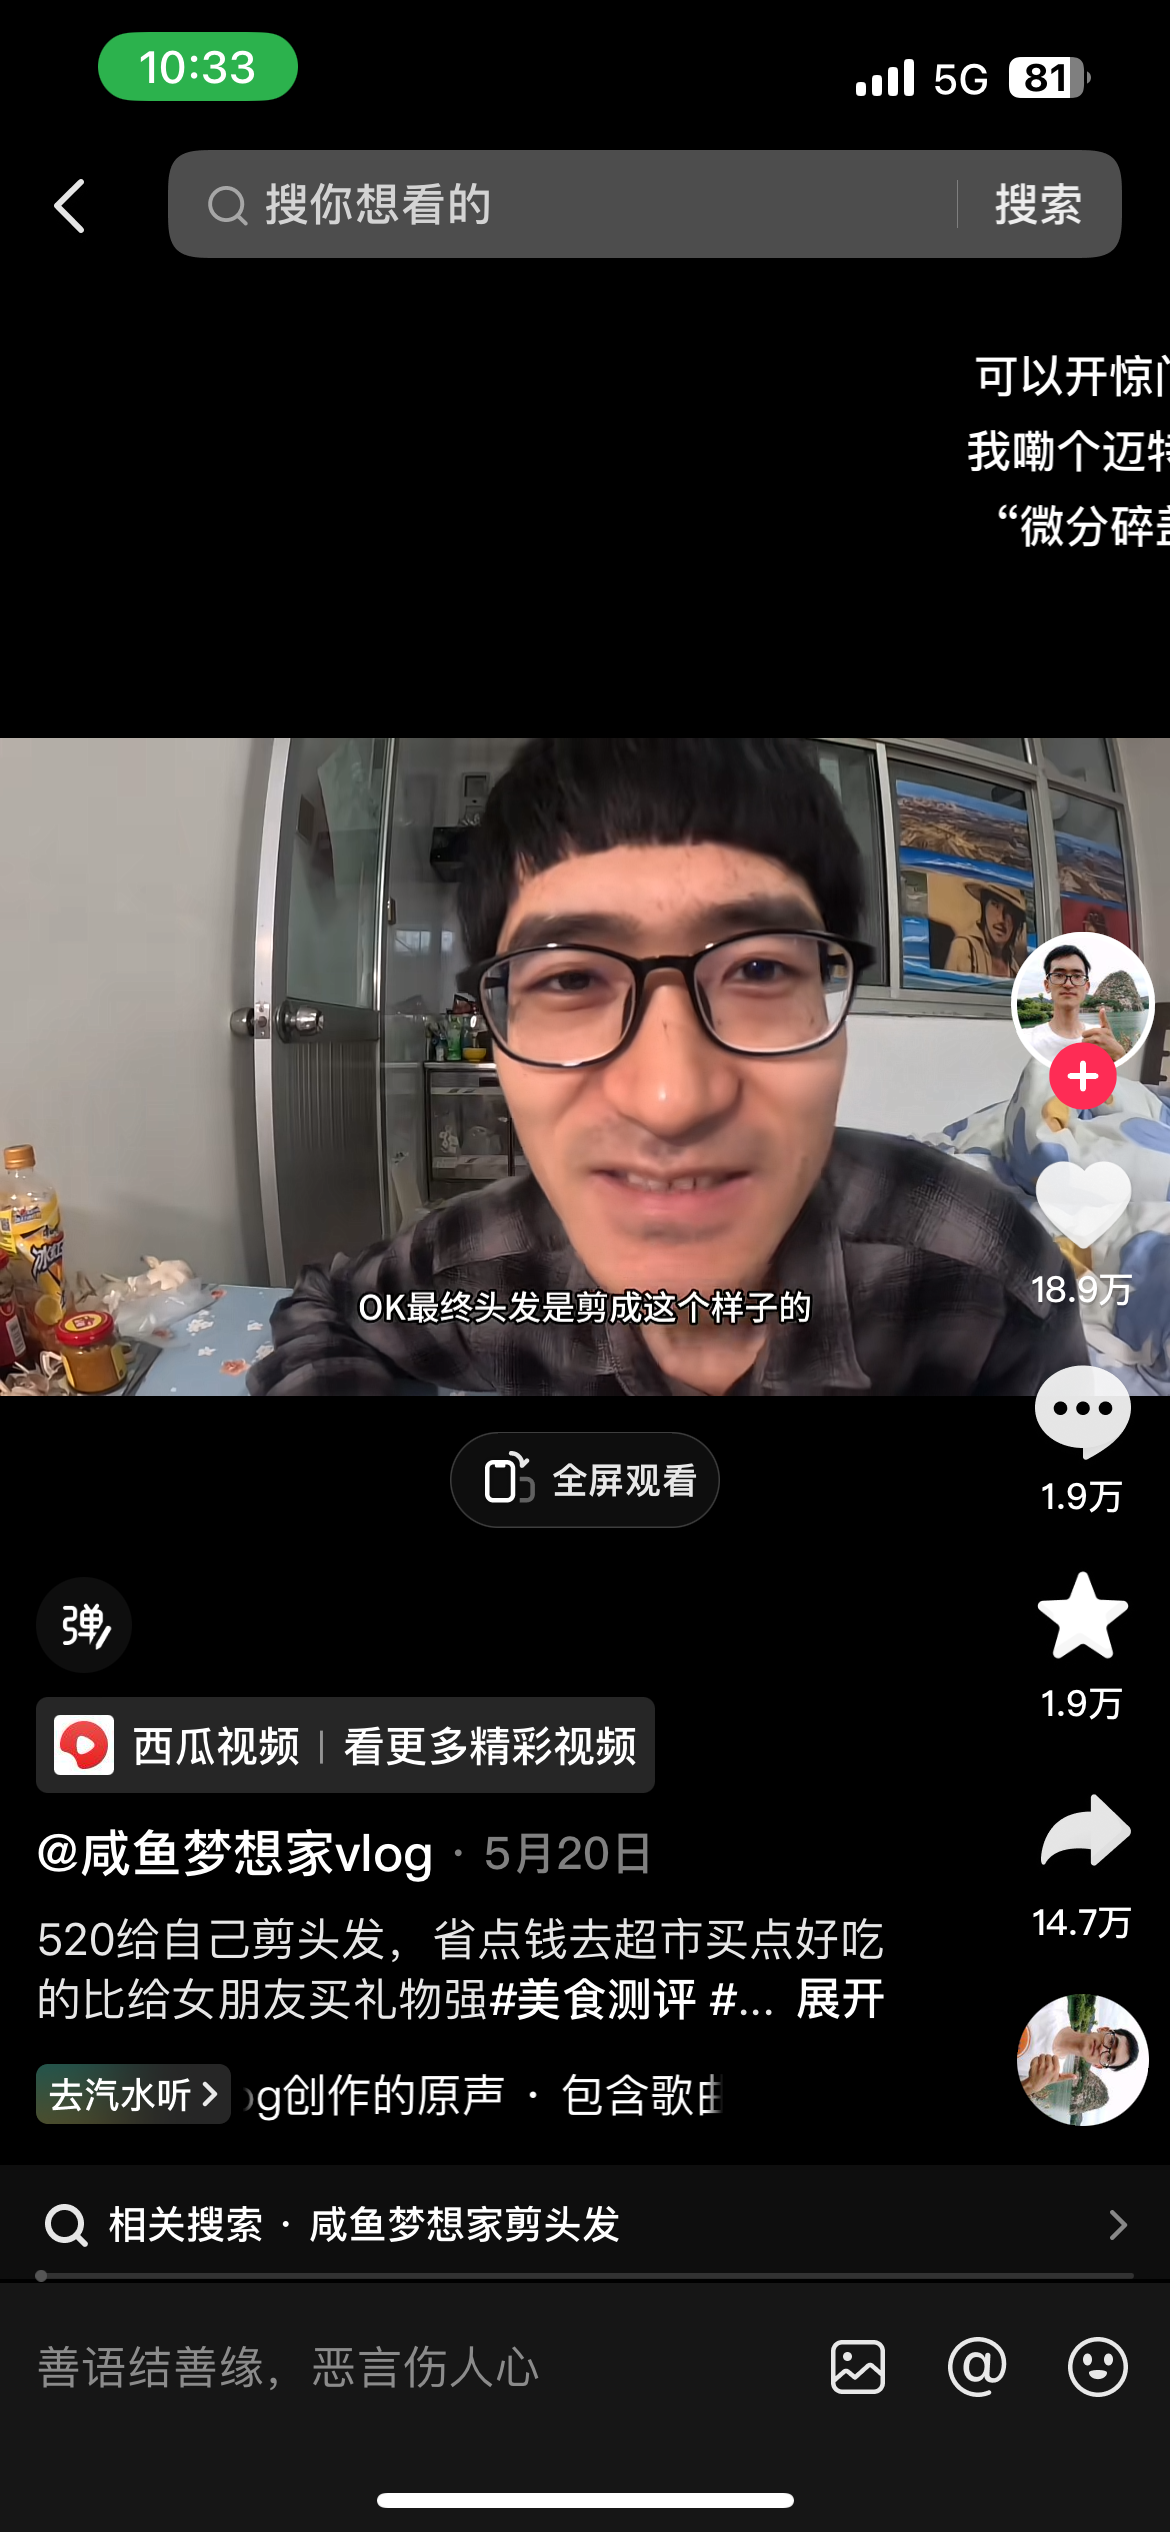 10:33
5G 81
搜你想看的
搜索
可以开惊
我嘞个迈
“微分碎
OK最终头发是剪成这个样子的
18.9万
1.9万
全屏观看
弹
1.9万
西瓜视频 | 看更多精彩视频
@咸鱼梦想家vlog · 5月20日
14.7万
520给自己剪头发，省点钱去超市买点好吃
的比给女朋友买礼物强#美食测评 #... 展开
去汽水听
og创作的原声 · 包含歌
相关搜索 · 咸鱼梦想家剪头发
善语结善缘，恶言伤人心